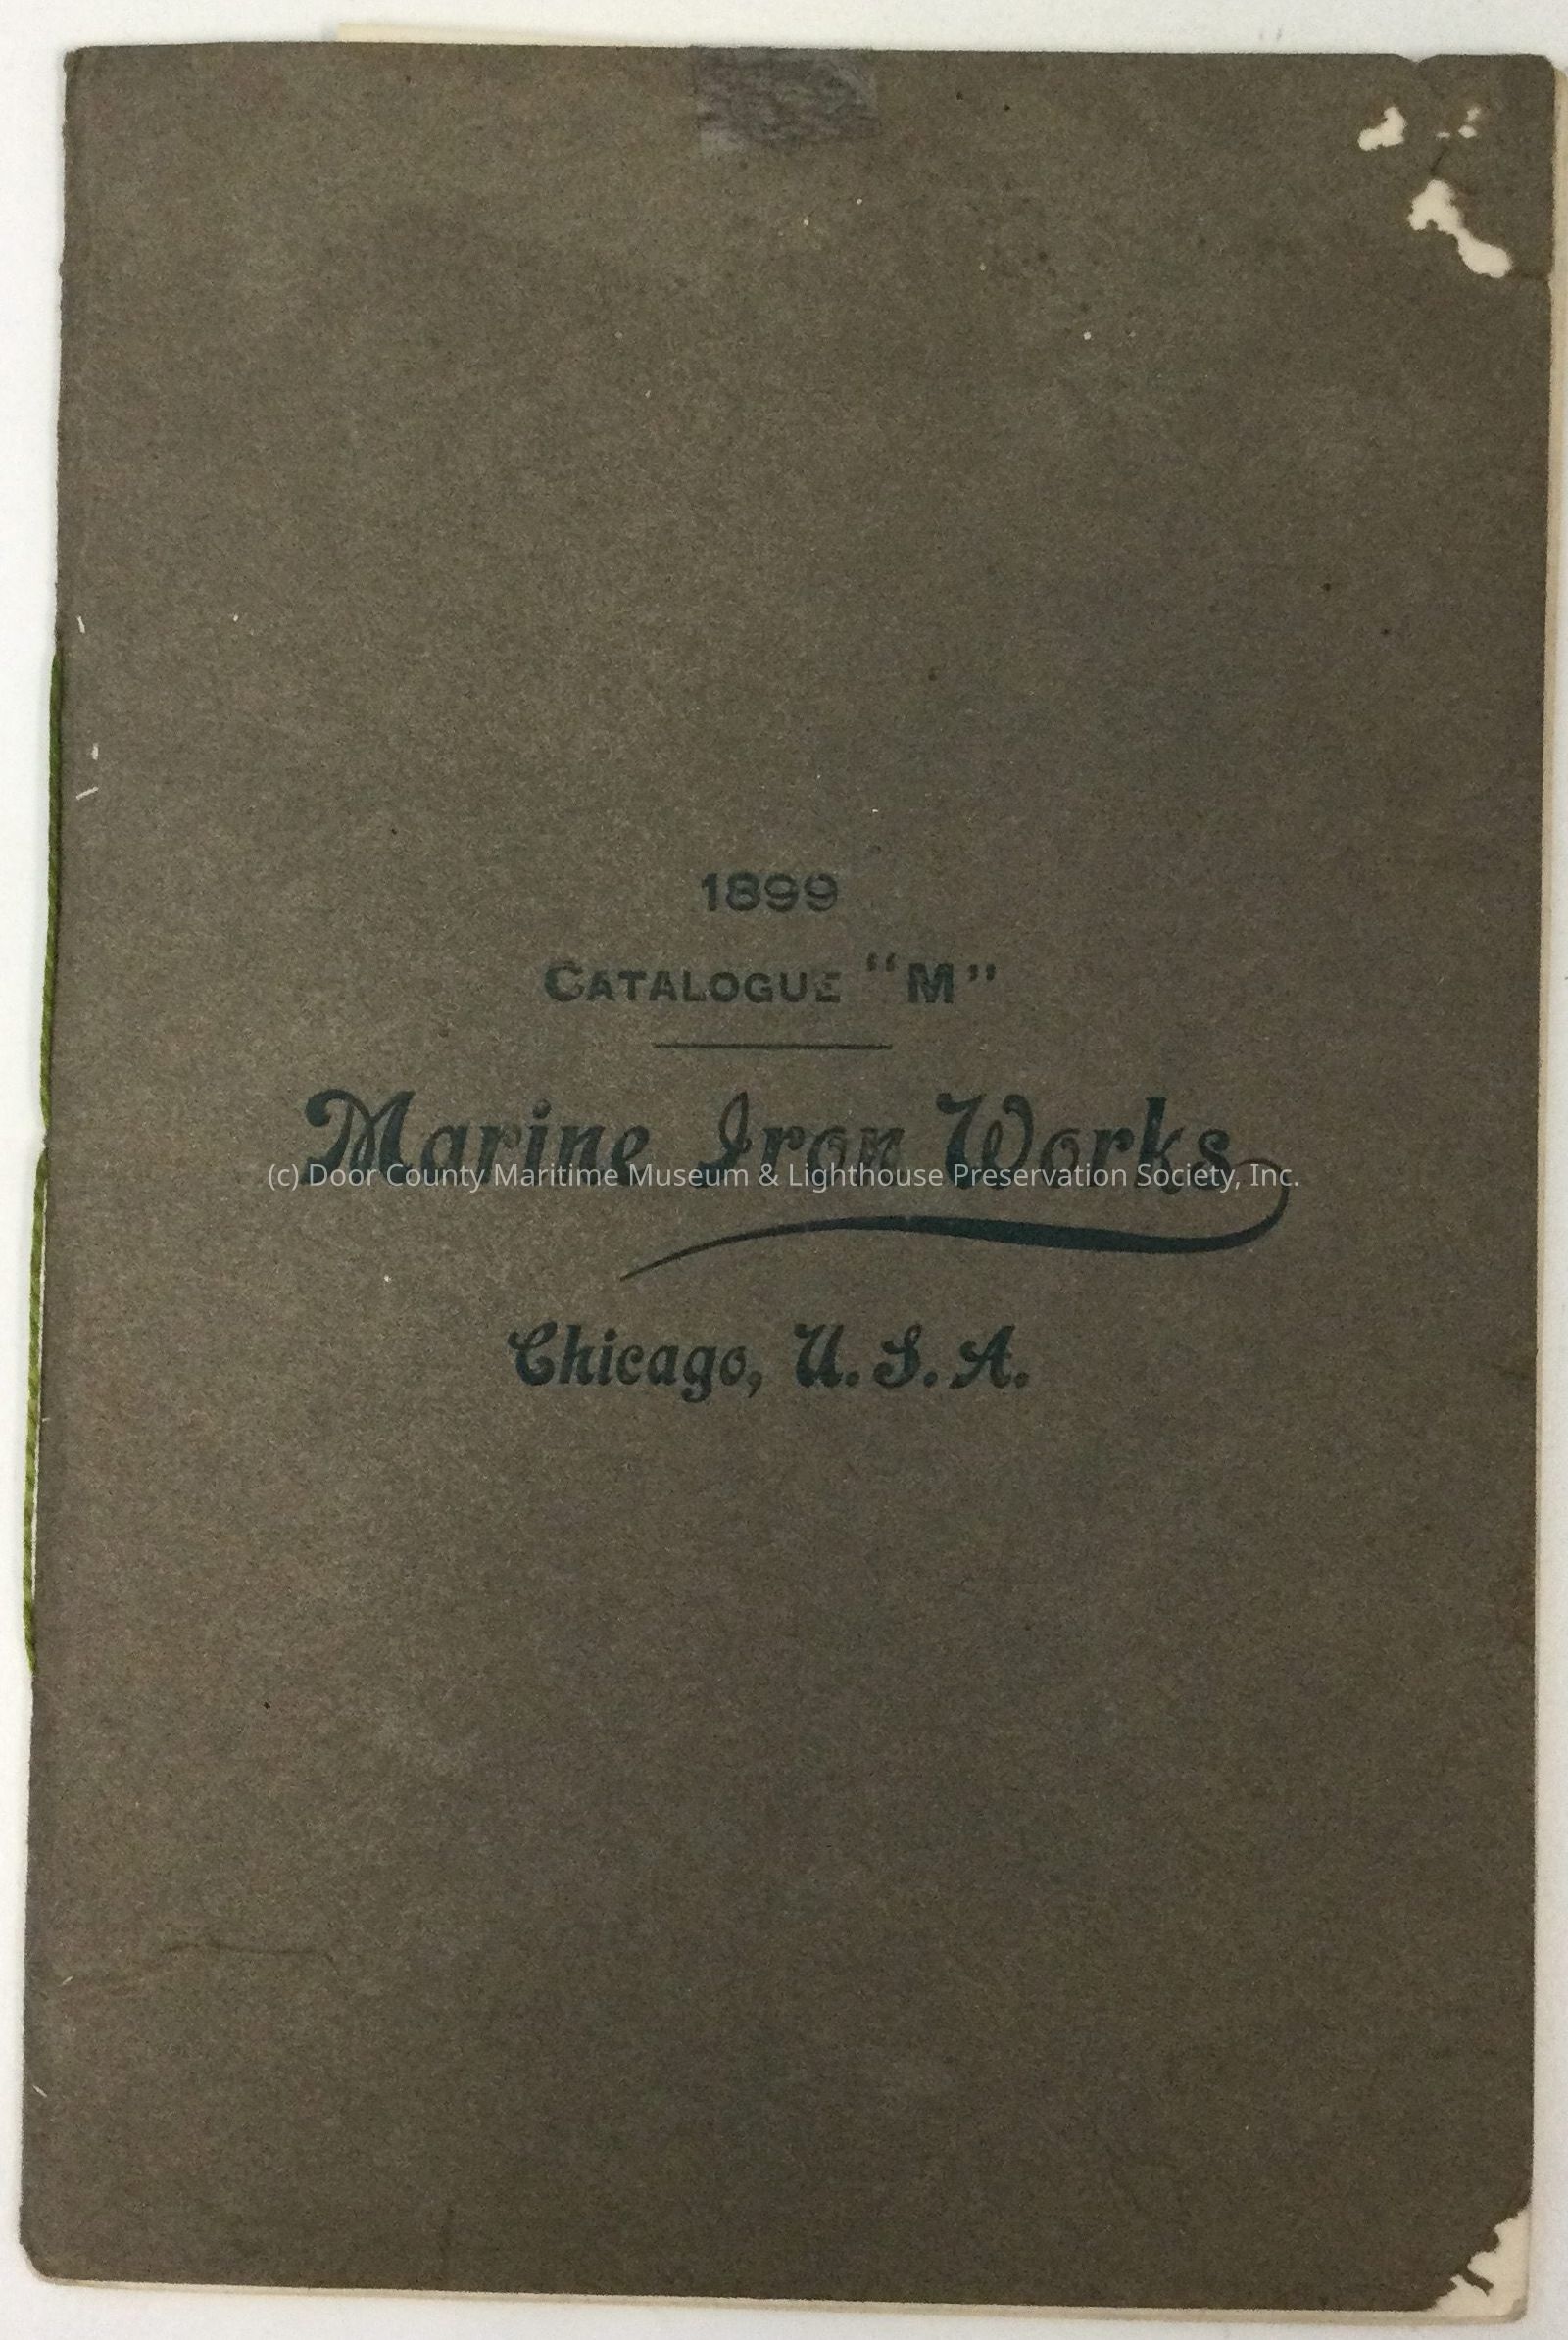 1899
CATALOGUE "M"
Marine Iron Works
(c) Door County Maritime Museum & Lighthouse Preservation Society, Inc.
Chicago, U.S.A.